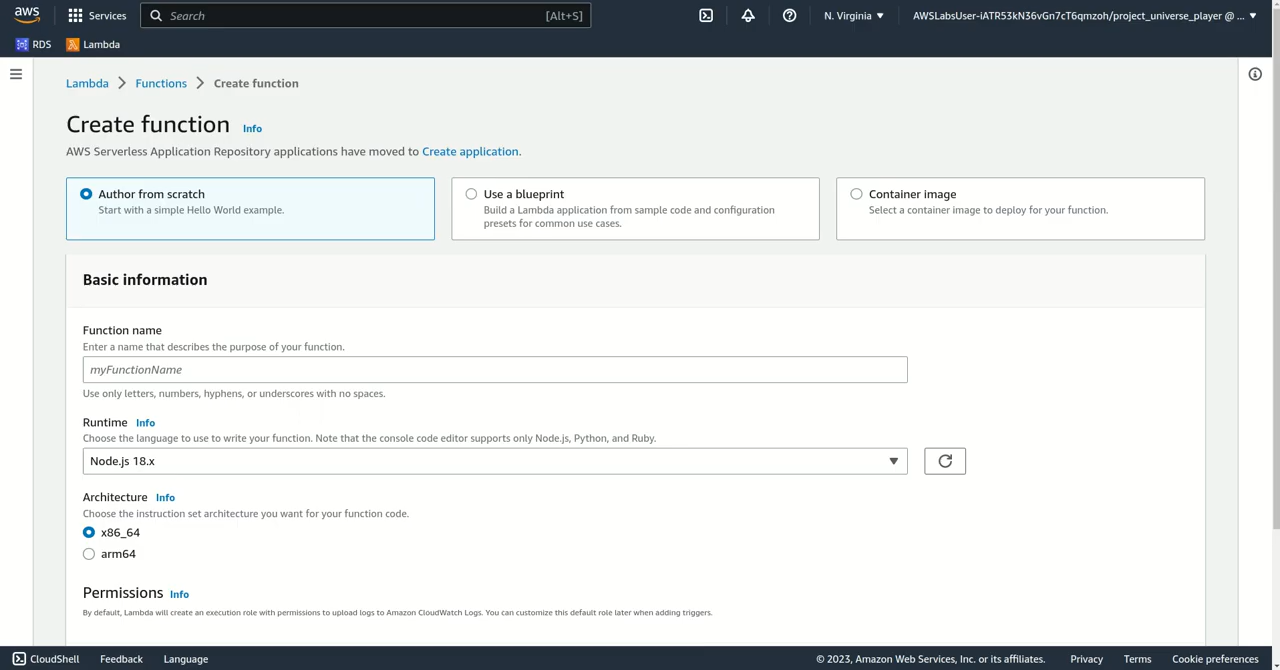 aws
Services
Search [Alt+S]
N. Virginia ▼
AWSLabsUser-iATR53kN36vGn7cT6qmzoh/project_universe_player @ ... ▼
RDS
Lambda
Lambda > Functions > Create function
Create function Info
AWS Serverless Application Repository applications have moved to Create application.
Author from scratch
Start with a simple Hello World example.
Use a blueprint
Build a Lambda application from sample code and configuration
presets for common use cases.
Container image
Select a container image to deploy for your function.
Basic information
Function name
Enter a name that describes the purpose of your function.
myFunctionName
Use only letters, numbers, hyphens, or underscores with no spaces.
Runtime Info
Choose the language to use to write your function. Note that the console code editor supports only Node.js, Python, and Ruby.
Node.js 18.x
Architecture Info
Choose the instruction set architecture you want for your function code.
x86_64
arm64
Permissions Info
By default, Lambda will create an execution role with permissions to upload logs to Amazon CloudWatch Logs. You can customize this default role later when adding triggers.
CloudShell Feedback Language
© 2023, Amazon Web Services, Inc. or its affiliates. Privacy Terms Cookie preferences